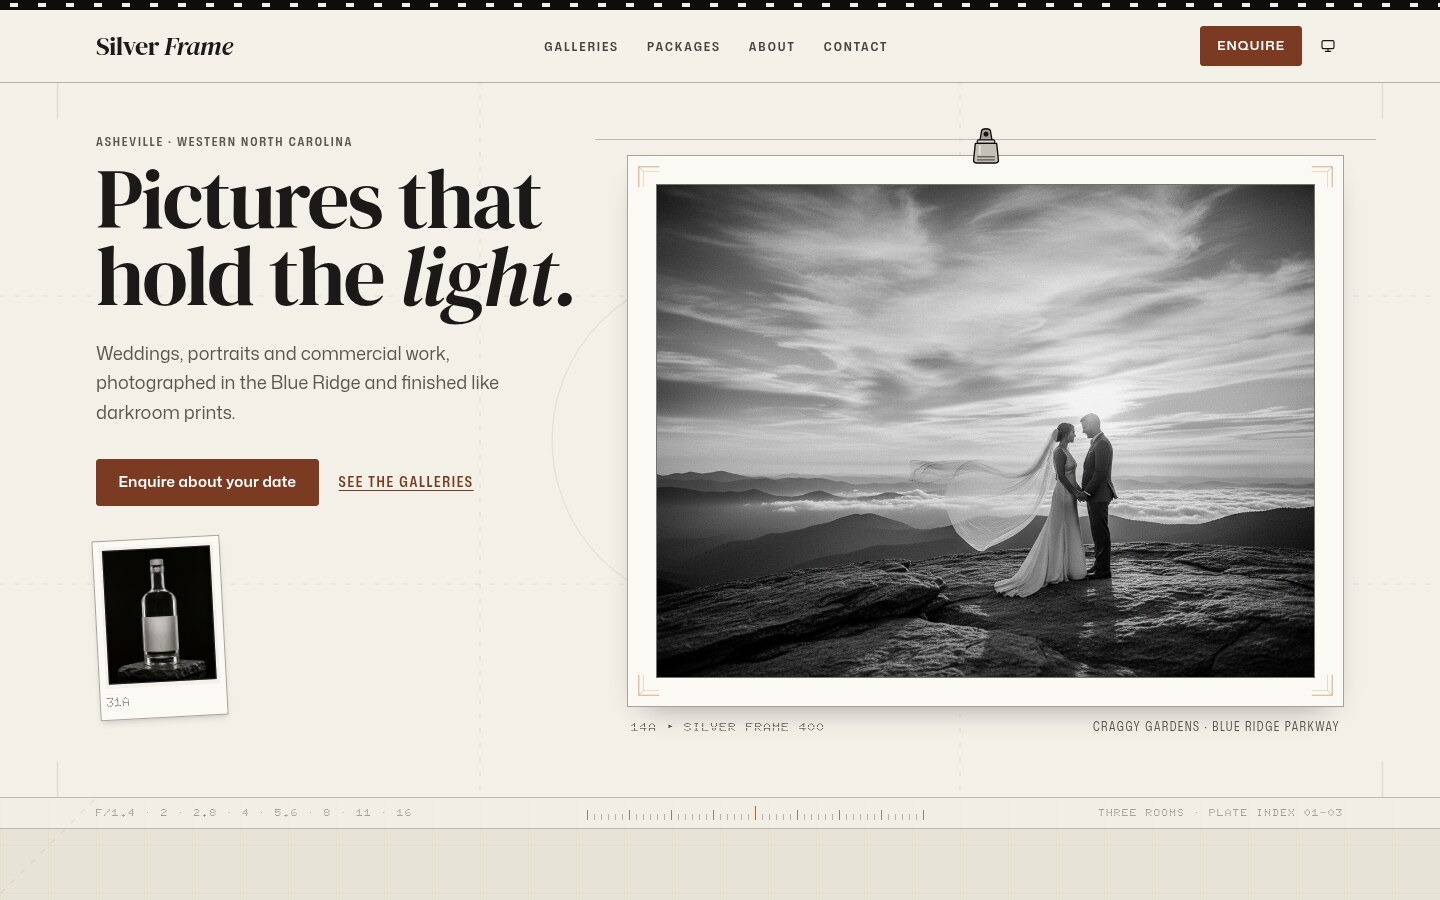 Silver Frame
GALLERIES PACKAGES ABOUT CONTACT
ENQUIRE
ASHEVILLE · WESTERN NORTH CAROLINA
Pictures that
hold the light.
Weddings, portraits and commercial work,
photographed in the Blue Ridge and finished like
darkroom prints.
Enquire about your date
SEE THE GALLERIES
31A
14A ▸ SILVER FRAME 400
CRAGGY GARDENS · BLUE RIDGE PARKWAY
F/1.4 · 2 · 2.8 · 4 · 5.6 · 8 · 11 · 16
THREE ROOMS · PLATE INDEX 01–03